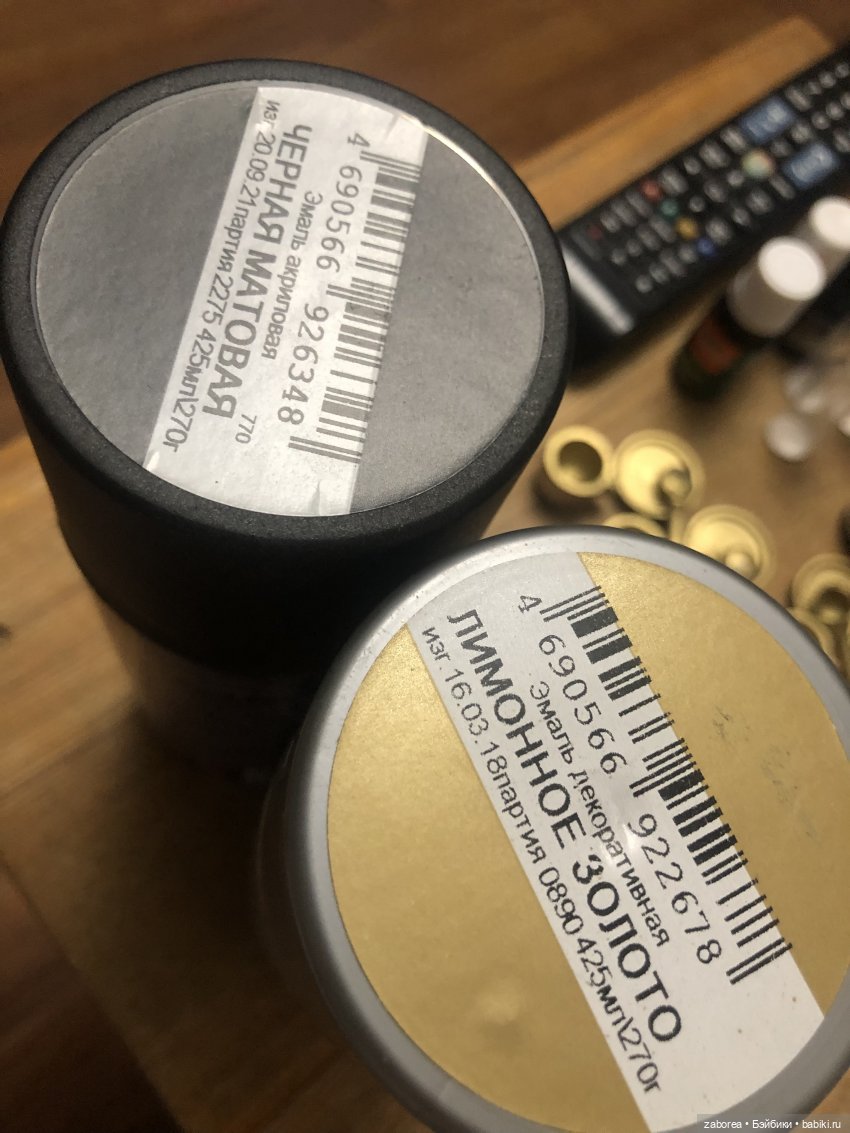 4 690566 926348
Эмаль акриловая
770
ЧЕРНАЯ МАТОВАЯ
изг 20.09.21партия 2275 425мл\270г
4 690566 922678
Эмаль декоративная
ЛИМОННОЕ ЗОЛОТО
изг.16.03.18партия 0890 425мл\270г
zaborea • Бэйбики • babiki.ru